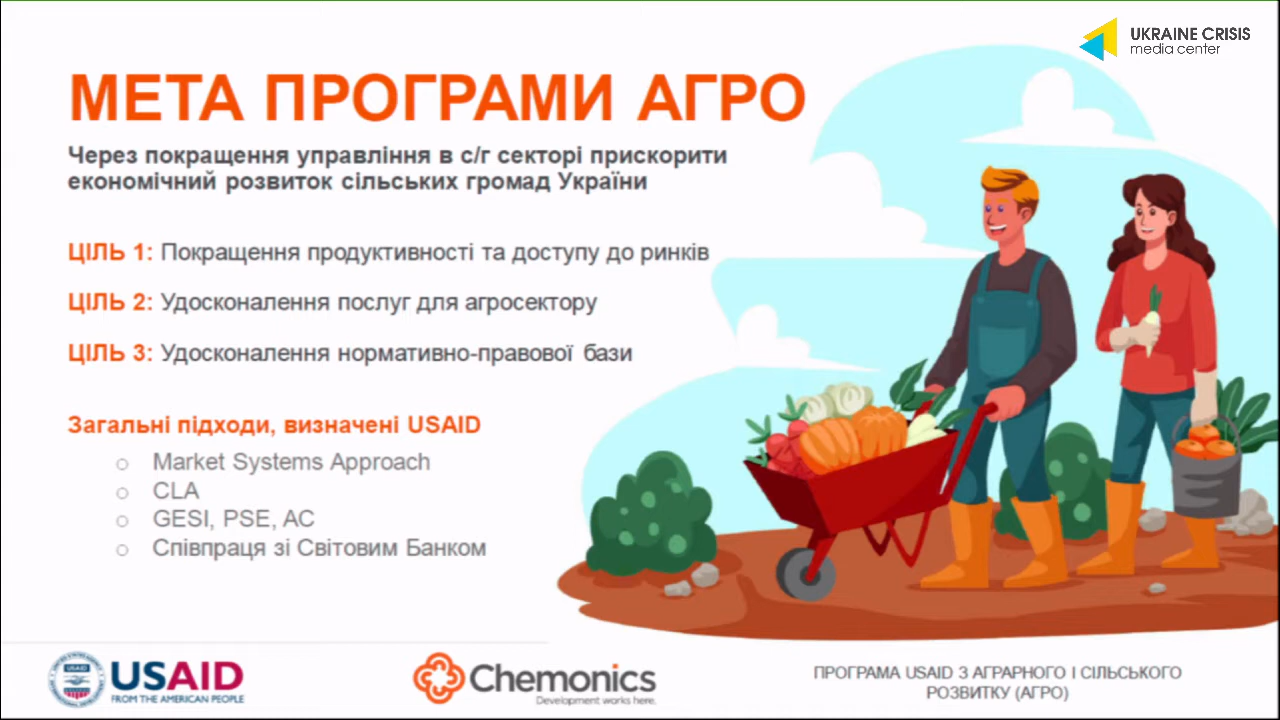 UKRAINE CRISIS
media center
МЕТА ПРОГРАМИ АГРО
Через покращення управління в с/г секторі прискорити
економічний розвиток сільських громад України
ЦІЛЬ 1: Покращення продуктивності та доступу до ринків
ЦІЛЬ 2: Удосконалення послуг для агросектору
ЦІЛЬ 3: Удосконалення нормативно-правової бази
Загальні підходи, визначені USAID
Market Systems Approach
CLA
GESI, PSE, AC
Співпраця зі Світовим Банком
USAID
USAID
FROM THE AMERICAN PEOPLE
Chemonics
Development works here.
ПРОГРАМА USAID З АГРАРНОГО І СІЛЬСЬКОГО
РОЗВИТКУ (АГРО)